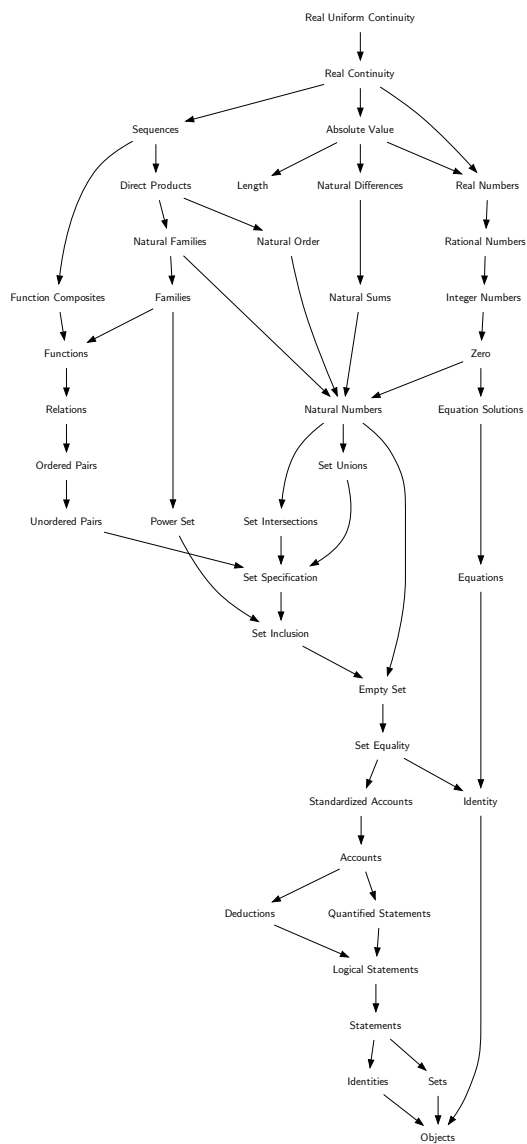 Real Uniform Continuity
Real Continuity
Sequences
Absolute Value
Direct Products
Length
Natural Differences
Real Numbers
Natural Families
Natural Order
Rational Numbers
Function Composites
Families
Natural Sums
Integer Numbers
Functions
Zero
Relations
Natural Numbers
Equation Solutions
Ordered Pairs
Set Unions
Unordered Pairs
Power Set
Set Intersections
Set Specification
Equations
Set Inclusion
Empty Set
Set Equality
Standardized Accounts
Identity
Accounts
Deductions
Quantified Statements
Logical Statements
Statements
Identities
Sets
Objects